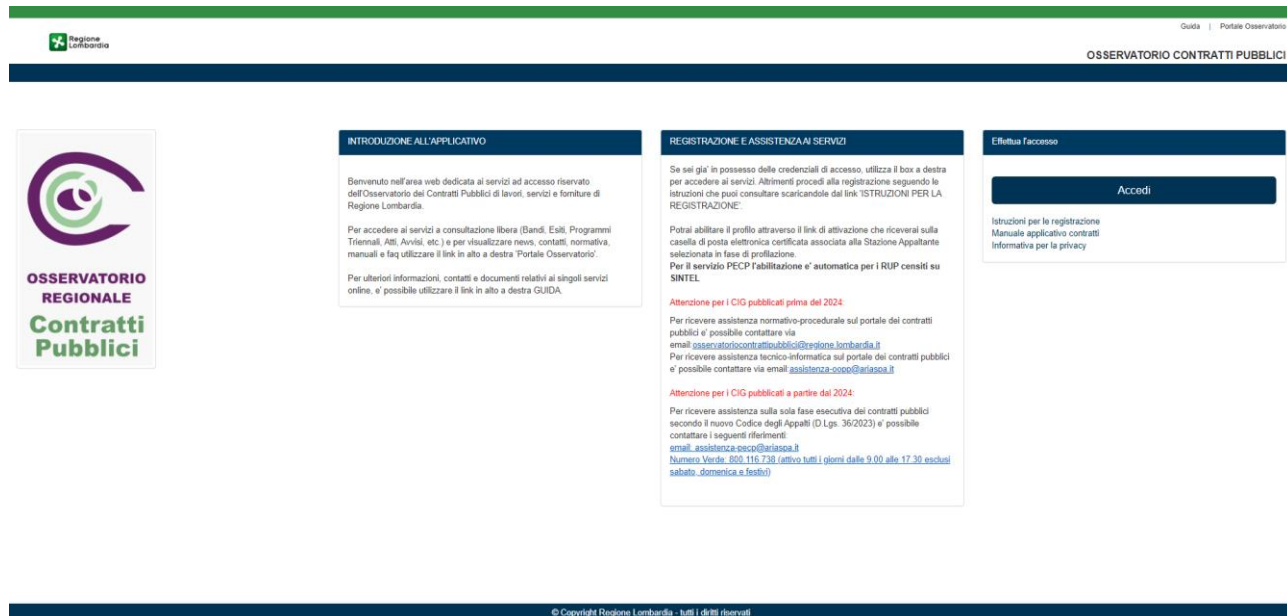 Guida | Portale Osservatorio
Regione
Lombardia
OSSERVATORIO CONTRATTI PUBBLICI
OSSERVATORIO
REGIONALE
Contratti
Pubblici
INTRODUZIONE ALL'APPLICATIVO
Benvenuto nell'area web dedicata ai servizi ad accesso riservato
dell'Osservatorio dei Contratti Pubblici di lavori, servizi e forniture di
Regione Lombardia.
Per accedere ai servizi a consultazione libera (Bandi, Esiti, Programmi
Triennali, Atti, Avvisi, etc.) e per visualizzare news, contatti, normativa,
manuali e faq utilizzare il link in alto a destra 'Portale Osservatorio'.
Per ulteriori informazioni, contatti e documenti relativi ai singoli servizi
online, e' possibile utilizzare il link in alto a destra GUIDA.
REGISTRAZIONE E ASSISTENZA AI SERVIZI
Se sei gia' in possesso delle credenziali di accesso, utilizza il box a destra
per accedere ai servizi. Altrimenti procedi alla registrazione seguendo le
istruzioni che puoi consultare scaricandole dal link 'ISTRUZIONI PER LA
REGISTRAZIONE'.
Potrai abilitare il profilo attraverso il link di attivazione che riceverai sulla
casella di posta elettronica certificata associata alla Stazione Appaltante
selezionata in fase di profilazione.
Per il servizio PECP l'abilitazione e' automatica per i RUP censiti su
SINTEL
Attenzione per i CIG pubblicati prima del 2024:
Per ricevere assistenza normativo-procedurale sul portale dei contratti
pubblici e' possibile contattare via
email:osservatoriocontrattipubblici@regione.lombardia.it
Per ricevere assistenza tecnico-informatica sul portale dei contratti pubblici
e' possibile contattare via email:assistenza-oopp@ariaspa.it
Attenzione per i CIG pubblicati a partire dal 2024:
Per ricevere assistenza sulla sola fase esecutiva dei contratti pubblici
secondo il nuovo Codice degli Appalti (D.Lgs. 36/2023) e' possibile
contattare i seguenti riferimenti:
email: assistenza-pecp@ariaspa.it
Numero Verde: 800.116.738 (attivo tutti i giorni dalle 9.00 alle 17.30 esclusi
sabato, domenica e festivi)
Effettua l'accesso
Accedi
Istruzioni per le registrazione
Manuale applicativo contratti
Informativa per la privacy
© Copyright Regione Lombardia - tutti i diritti riservati